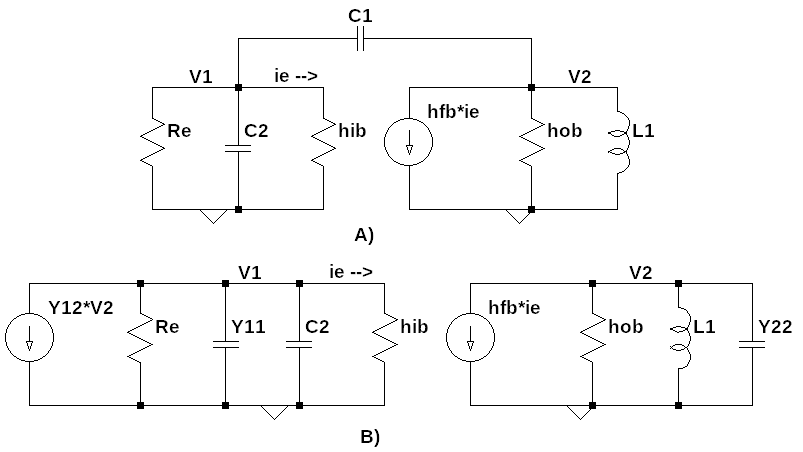 C1
V1 ie --> V2
hfb*ie
Re C2 hib hob L1
A)
V1 ie --> V2
Y12*V2 hfb*ie
Re Y11 C2 hib hob L1 Y22
B)